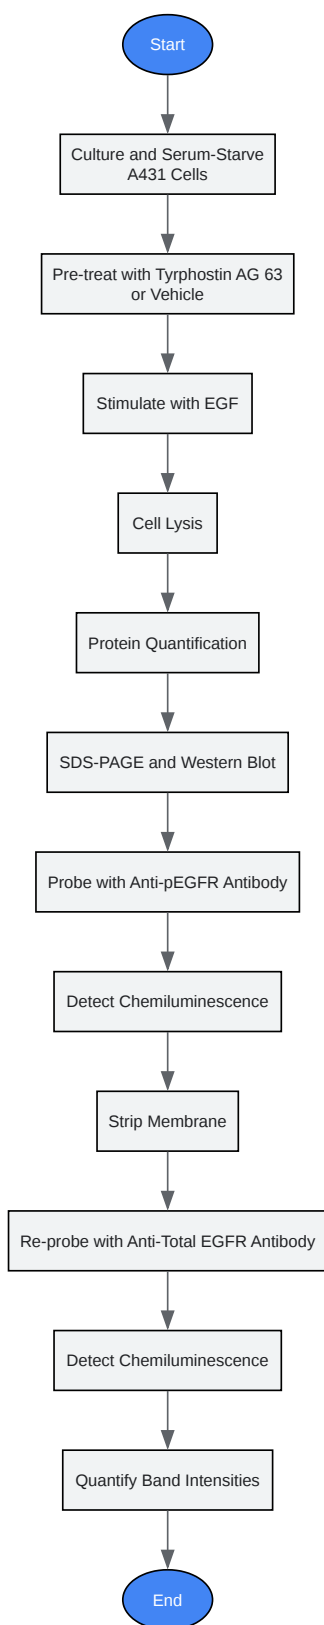 Start
Culture and Serum-Starve
A431 Cells
Pre-treat with Tyrphostin AG 63
or Vehicle
Stimulate with EGF
Cell Lysis
Protein Quantification
SDS-PAGE and Western Blot
Probe with Anti-pEGFR Antibody
Detect Chemiluminescence
Strip Membrane
Re-probe with Anti-Total EGFR Antibody
Detect Chemiluminescence
Quantify Band Intensities
End